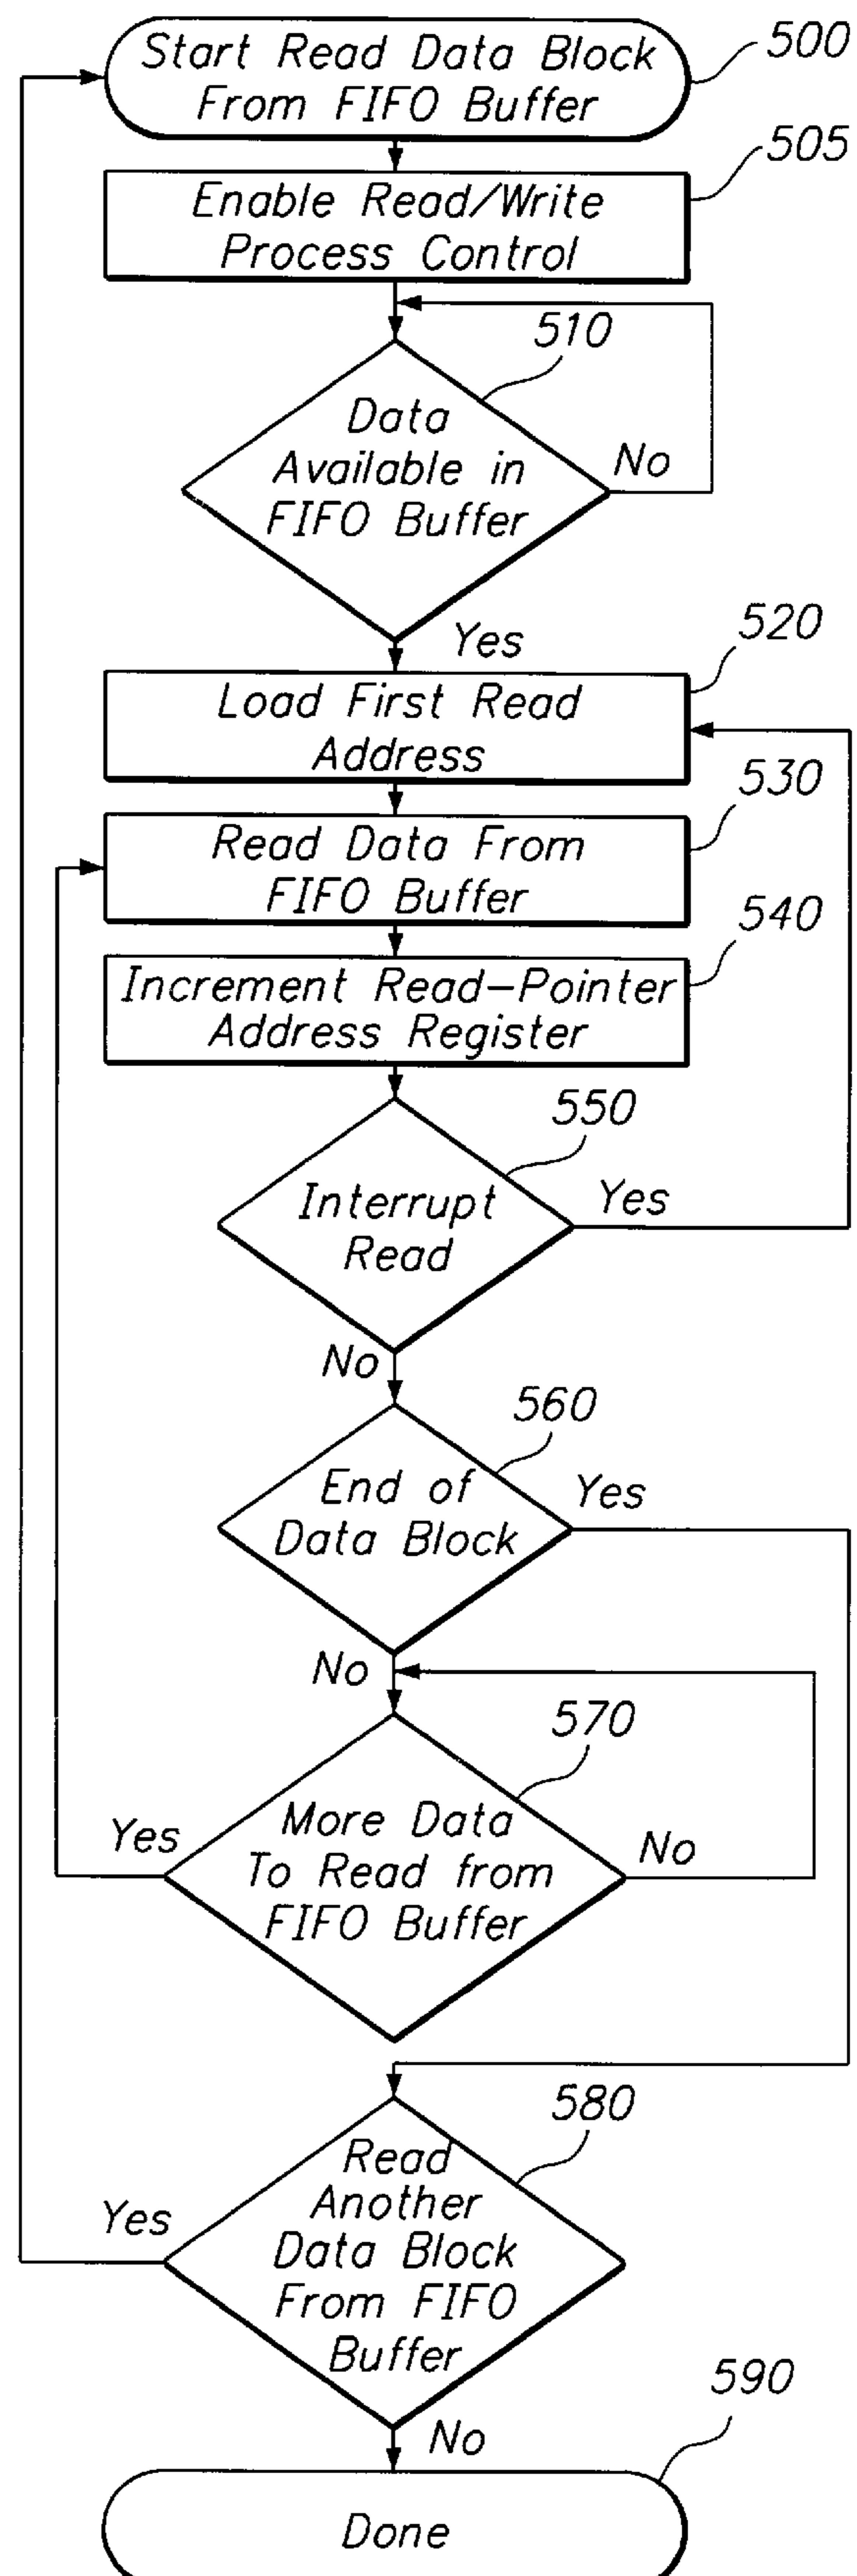 Start Read Data Block
From FIFO Buffer
500
Enable Read/Write
Process Control
505
510
Data
Available in
FIFO Buffer
No
Yes
520
Load First Read
Address
530
Read Data From
FIFO Buffer
540
Increment Read-Pointer
Address Register
550
Interrupt
Read
Yes
No
560
End of
Data Block
Yes
No
570
More Data
To Read from
FIFO Buffer
Yes
No
580
Read
Another
Data Block
From FIFO
Buffer
Yes
No
590
Done